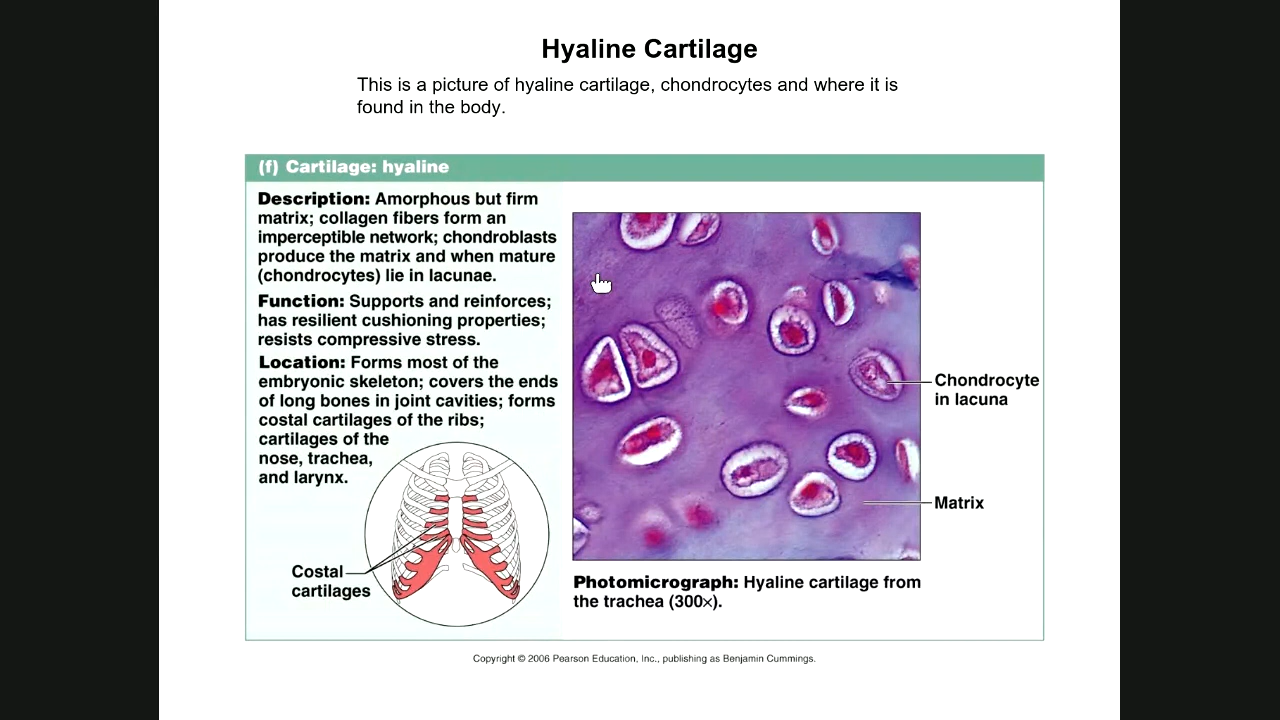 Hyaline Cartilage
This is a picture of hyaline cartilage, chondrocytes and where it is
found in the body.
(f) Cartilage: hyaline
Description: Amorphous but firm
matrix; collagen fibers form an
imperceptible network; chondroblasts
produce the matrix and when mature
(chondrocytes) lie in lacunae.
Function: Supports and reinforces;
has resilient cushioning properties;
resists compressive stress.
Location: Forms most of the
embryonic skeleton; covers the ends
of long bones in joint cavities; forms
costal cartilages of the ribs;
cartilages of the
nose, trachea,
and larynx.
Costal
cartilages
Chondrocyte
in lacuna
Matrix
Photomicrograph: Hyaline cartilage from
the trachea (300×).
Copyright © 2006 Pearson Education, Inc., publishing as Benjamin Cummings.